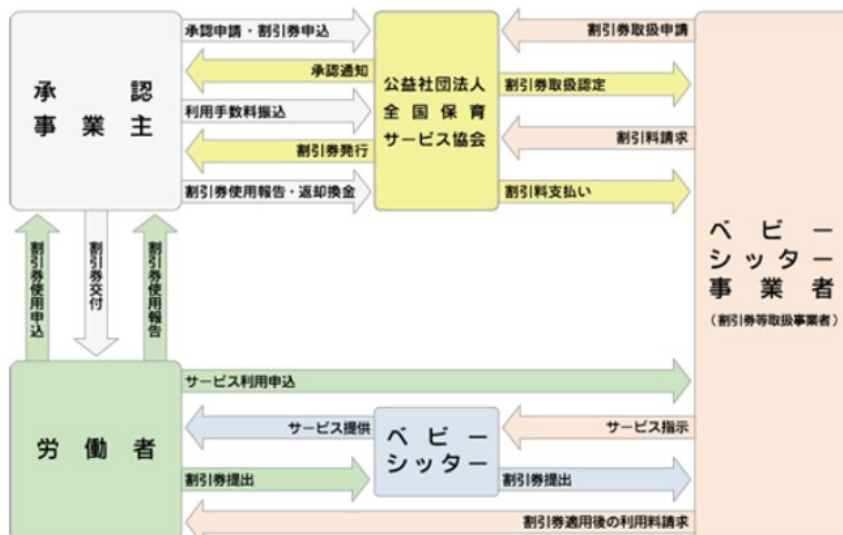 承認申請・割引券申込
割引券取扱申請
承認通知
承認
事業主
公益社団法人
全国保育
サービス協会
割引券取扱認定
利用手数料振込
割引料請求
割引券発行
割引券使用報告・返却換金
割引料支払い
割引券使用申込
割引券交付
割引券使用報告
ベビー
シッター
事業者
(割引券等取扱事業者)
サービス利用申込
サービス提供
サービス指示
労働者
ベビー
シッター
割引券提出
割引券提出
割引券適用後の利用料請求